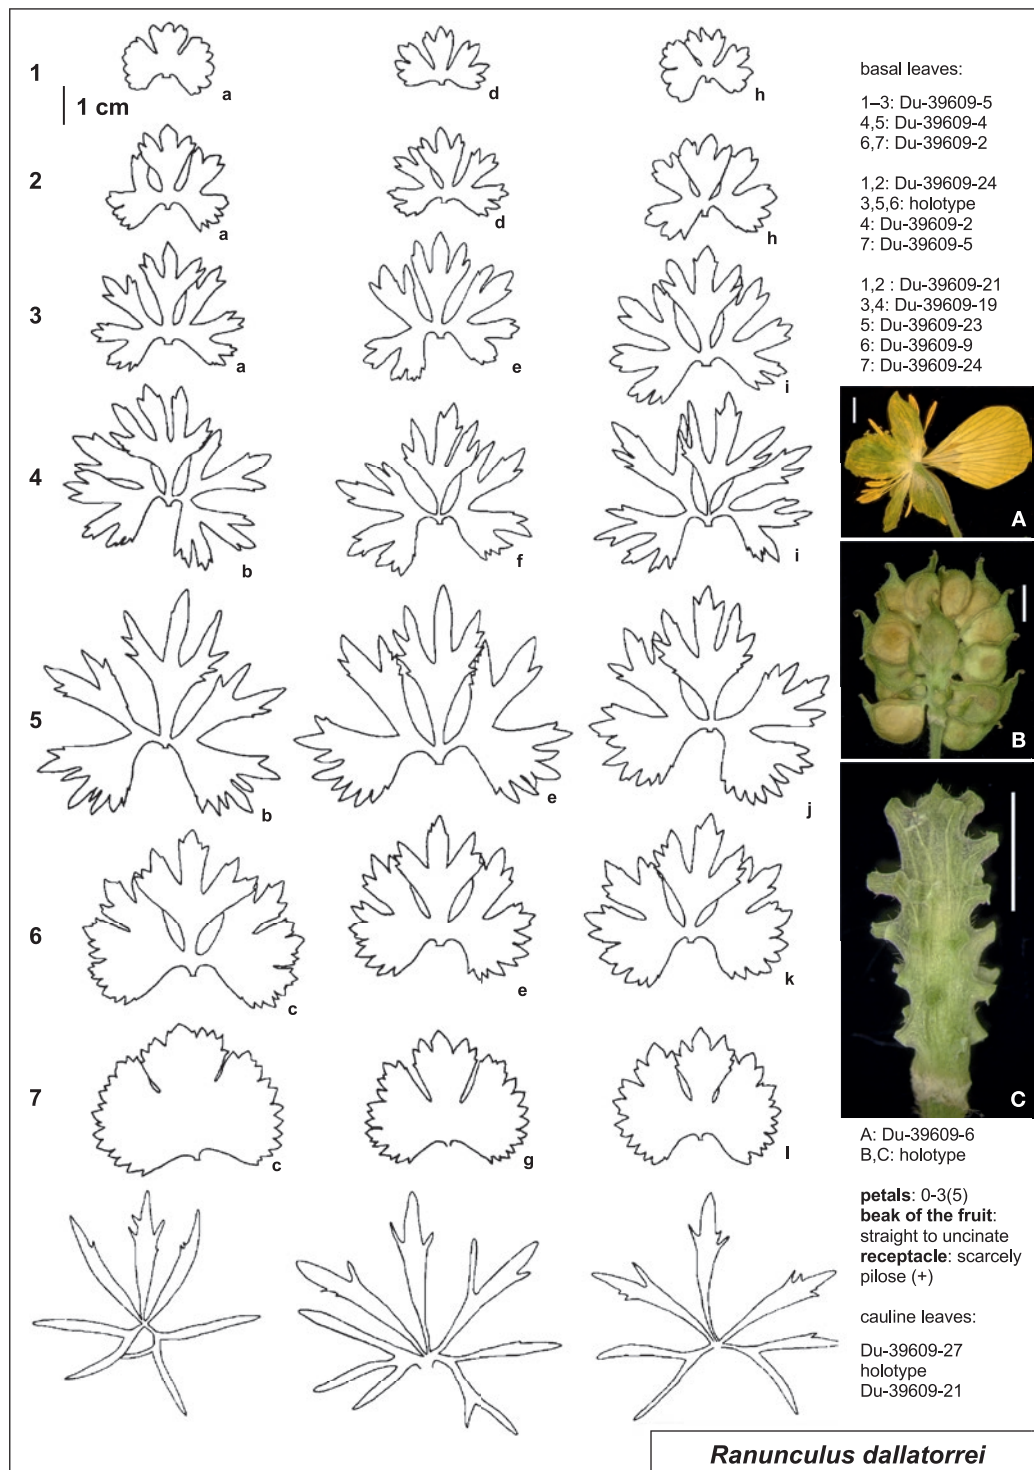 1
1 cm
a
d
h
2
a
d
h
3
a
e
i
4
b
f
i
5
b
e
j
6
c
e
k
7
c
g
l
basal leaves:
1–3: Du-39609-5
4,5: Du-39609-4
6,7: Du-39609-2
1,2: Du-39609-24
3,5,6: holotype
4: Du-39609-2
7: Du-39609-5
1,2 : Du-39609-21
3,4: Du-39609-19
5: Du-39609-23
6: Du-39609-9
7: Du-39609-24
A
B
C
A: Du-39609-6
B,C: holotype
petals: 0-3(5)
beak of the fruit:
straight to uncinate
receptacle: scarcely
pilose (+)
cauline leaves:
Du-39609-27
holotype
Du-39609-21
Ranunculus dallatorrei